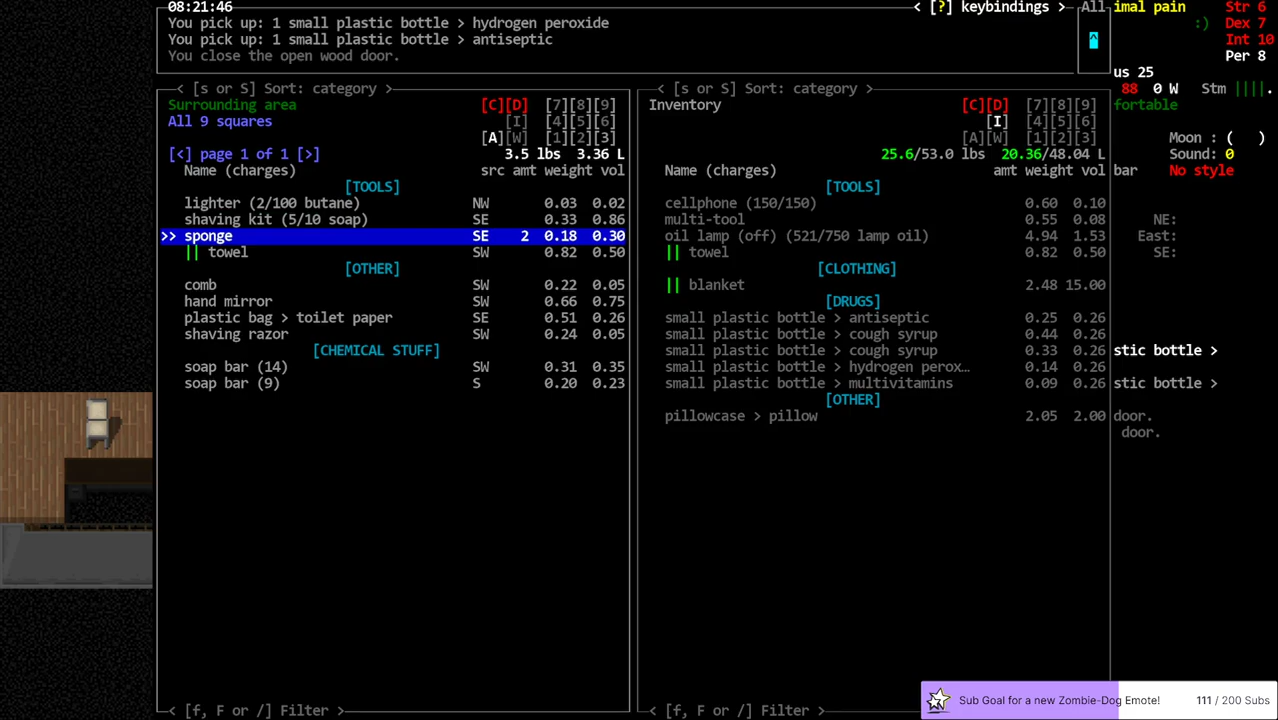 08:21:46
< [?] keybindings >
All
imal pain
Str 6
You pick up: 1 small plastic bottle > hydrogen peroxide
:)
Dex 7
You pick up: 1 small plastic bottle > antiseptic
^
Int 10
You close the open wood door.
Per 8
us 25
< [s or S] Sort: category >
< [s or S] Sort: category >
88 0 W Stm ||||.
Surrounding area
[C][D] [7][8][9]
Inventory
[C][D] [7][8][9]
fortable
All 9 squares
[I] [4][5][6]
[I] [4][5][6]
[A][W] [1][2][3]
[A][W] [1][2][3]
Moon : ( )
[<] page 1 of 1 [>]
3.5 lbs 3.36 L
25.6/53.0 lbs 20.36/48.04 L
Sound: 0
Name (charges) src amt weight vol
Name (charges) amt weight vol
bar No style
[TOOLS]
[TOOLS]
lighter (2/100 butane) NW 0.03 0.02
cellphone (150/150) 0.60 0.10
shaving kit (5/10 soap) SE 0.33 0.86
multi-tool 0.55 0.08
NE:
>> sponge SE 2 0.18 0.30
oil lamp (off) (521/750 lamp oil) 4.94 1.53
East:
|| towel SW 0.82 0.50
|| towel 0.82 0.50
SE:
[OTHER]
[CLOTHING]
comb SW 0.22 0.05
|| blanket 2.48 15.00
hand mirror SW 0.66 0.75
[DRUGS]
plastic bag > toilet paper SE 0.51 0.26
small plastic bottle > antiseptic 0.25 0.26
shaving razor SW 0.24 0.05
small plastic bottle > cough syrup 0.44 0.26
[CHEMICAL STUFF]
small plastic bottle > cough syrup 0.33 0.26
stic bottle >
soap bar (14) SW 0.31 0.35
small plastic bottle > hydrogen perox… 0.14 0.26
soap bar (9) S 0.20 0.23
small plastic bottle > multivitamins 0.09 0.26
stic bottle >
[OTHER]
pillowcase > pillow 2.05 2.00
door.
door.
Sub Goal for a new Zombie-Dog Emote! 111 / 200 Subs
< [f, F or /] Filter >
< [f, F or /] Filter >